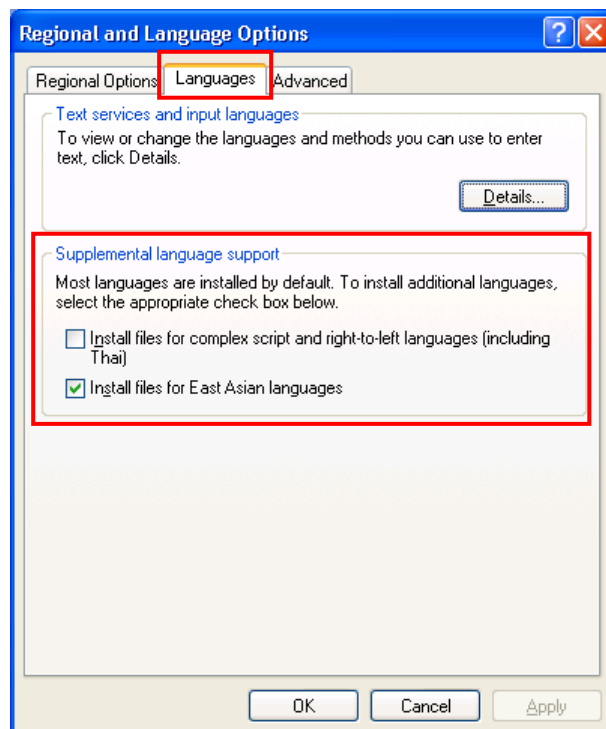 Regional and Language Options
Regional Options Languages Advanced
Text services and input languages
To view or change the languages and methods you can use to enter
text, click Details.
Details...
Supplemental language support
Most languages are installed by default. To install additional languages,
select the appropriate check box below.
Install files for complex script and right-to-left languages (including
Thai)
Install files for East Asian languages
OK Cancel Apply